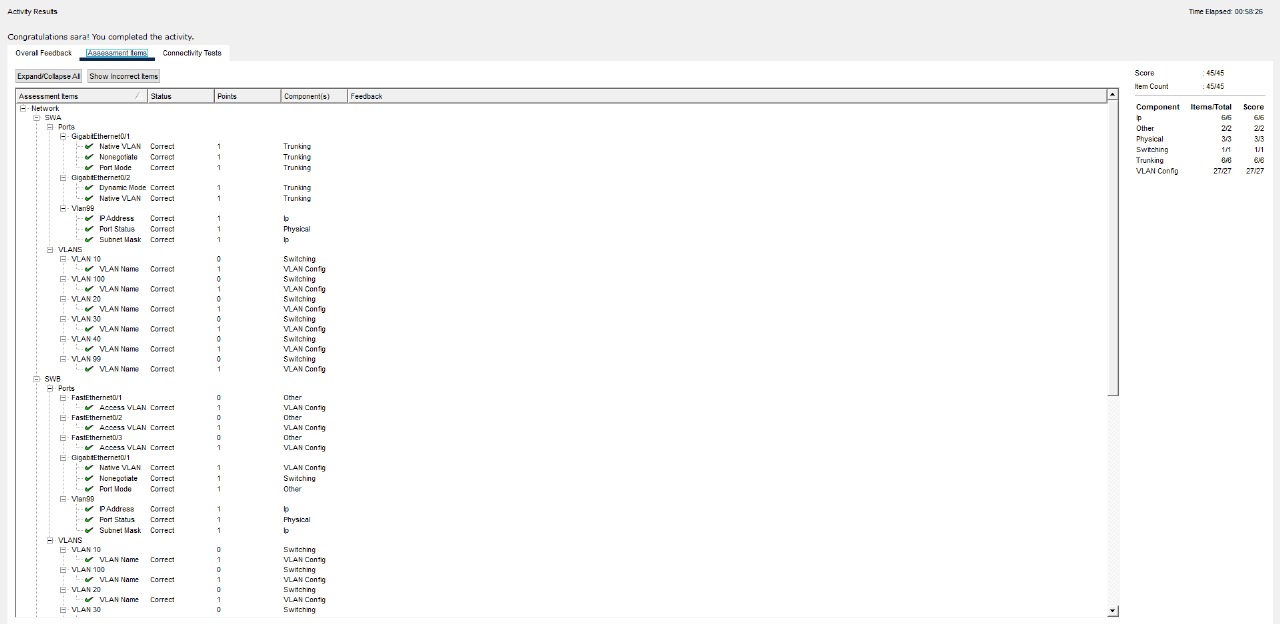 Activity Results
Time Elapsed: 00:58:26
Congratulations sara! You completed the activity.
Overall Feedback Assessment Items Connectivity Tests
Expand/Collapse All Show Incorrect Items
Assessment Items Status Points Component(s) Feedback
Network
SWA
Ports
GigabitEthernet0/1
Native VLAN Correct 1 Trunking
Nonegotiate Correct 1 Trunking
Port Mode Correct 1 Trunking
GigabitEthernet0/2
Dynamic Mode Correct 1 Trunking
Native VLAN Correct 1 Trunking
Vlan99
IP Address Correct 1 Ip
Port Status Correct 1 Physical
Subnet Mask Correct 1 Ip
VLANS
VLAN 10 0 Switching
VLAN Name Correct 1 VLAN Config
VLAN 100 0 Switching
VLAN Name Correct 1 VLAN Config
VLAN 20 0 Switching
VLAN Name Correct 1 VLAN Config
VLAN 30 0 Switching
VLAN Name Correct 1 VLAN Config
VLAN 40 0 Switching
VLAN Name Correct 1 VLAN Config
VLAN 99 0 Switching
VLAN Name Correct 1 VLAN Config
SWB
Ports
FastEthernet0/1 0 Other
Access VLAN Correct 1 VLAN Config
FastEthernet0/2 0 Other
Access VLAN Correct 1 VLAN Config
FastEthernet0/3 0 Other
Access VLAN Correct 1 VLAN Config
GigabitEthernet0/1
Native VLAN Correct 1 VLAN Config
Nonegotiate Correct 1 Switching
Port Mode Correct 1 Other
Vlan99
IP Address Correct 1 Ip
Port Status Correct 1 Physical
Subnet Mask Correct 1 Ip
VLANS
VLAN 10 0 Switching
VLAN Name Correct 1 VLAN Config
VLAN 100 0 Switching
VLAN Name Correct 1 VLAN Config
VLAN 20 0 Switching
VLAN Name Correct 1 VLAN Config
VLAN 30 0 Switching
Score : 45/45
Item Count : 45/45
Component Items/Total Score
Ip 6/6 6/6
Other 2/2 2/2
Physical 3/3 3/3
Switching 1/1 1/1
Trunking 6/6 6/6
VLAN Config 27/27 27/27